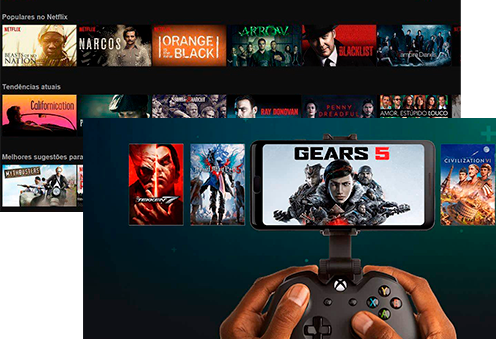 Populares no Netflix
NETFLIX
BEASTS OF NO NATION
NETFLIX
NARCOS
NETFLIX
ORANGE
IS THE NEW
BLACK
ARROW
THE
BLACKLIST
Vampire Diaries
Tendências atuais
Californication
RAY DONOVAN
PENNY
DREADFUL
AMOR, ESTÚPIDO E LOUCO
Melhores sugestões para
MYTHBUSTERS
TEKKEN 7
GEARS 5
CIVILIZATION VI